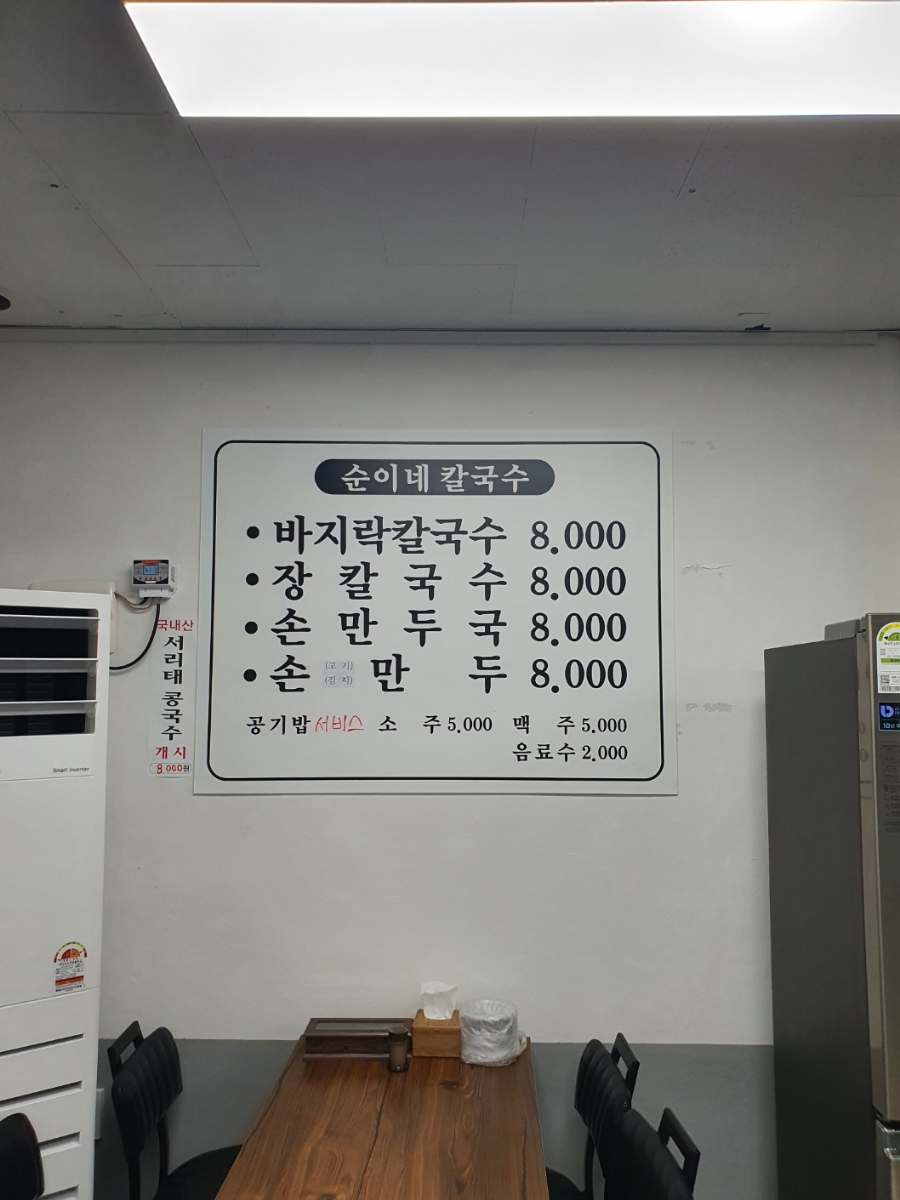 순이네 칼국수
• 바지락칼국수 8.000
• 장칼국수 8.000
• 손만두국 8.000
• 손(고기)(김치)만두 8.000
공기밥 서비스 소주 5.000 맥주 5.000
음료수 2.000
국내산
서리태 콩국수
개시
8000원
Smart Inverter